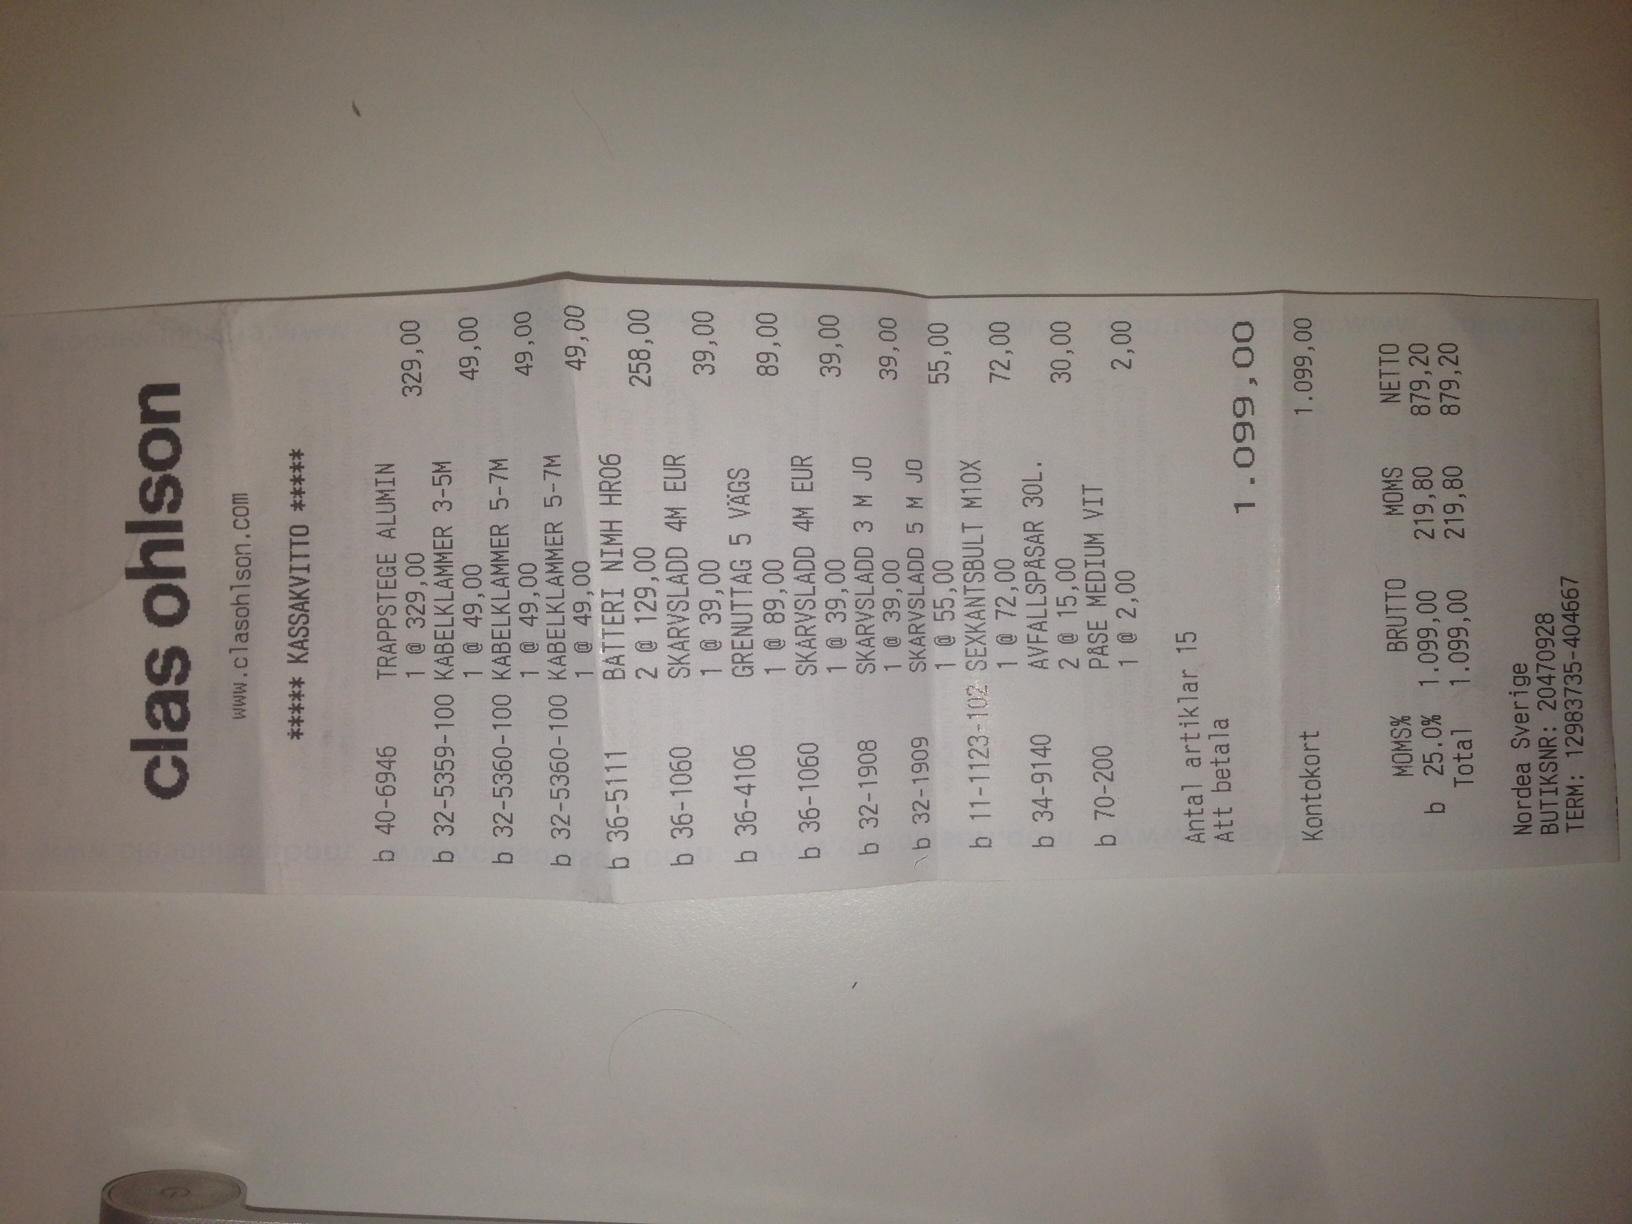 clas ohlson
www.clasohlson.com
***** KASSAKVITTO *****
b 40-6946 TRAPPSTEGE ALUMIN
1 @ 329,00 329,00
b 32-5359-100 KABELKLAMMER 3-5M
1 @ 49,00 49,00
b 32-5360-100 KABELKLAMMER 5-7M
1 @ 49,00 49,00
b 32-5360-100 KABELKLAMMER 5-7M
1 @ 49,00 49,00
b 36-5111 BATTERI NIMH HR06
2 @ 129,00 258,00
b 36-1060 SKARVSLADD 4M EUR
1 @ 39,00 39,00
b 36-4106 GRENUTTAG 5 VÄGS
1 @ 89,00 89,00
b 36-1060 SKARVSLADD 4M EUR
1 @ 39,00 39,00
b 32-1908 SKARVSLADD 3 M JO
1 @ 39,00 39,00
b 32-1909 SKARVSLADD 5 M JO
1 @ 55,00 55,00
b 11-1123-102 SEXKANTSBULT M10X
1 @ 72,00 72,00
b 34-9140 AVFALLSPÅSAR 30L.
2 @ 15,00 30,00
b 70-200 PÅSE MEDIUM VIT
1 @ 2,00 2,00
Antal artiklar 15
Att betala
1.099,00
Kontokort 1.099,00
MOMS% BRUTTO MOMS NETTO
b 25.0% 1.099,00 219,80 879,20
Total 1.099,00 219,80 879,20
Nordea Sverige
BUTIKSNR: 20470928
TERM: 12983735-404667